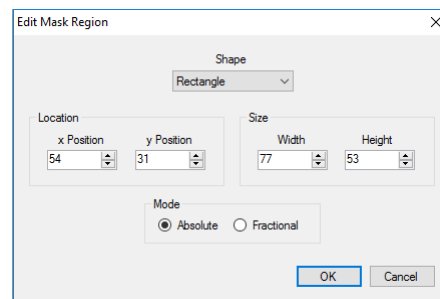 Edit Mask Region
Shape
Rectangle
Location
x Position y Position
54 31
Size
Width Height
77 53
Mode
Absolute Fractional
OK Cancel